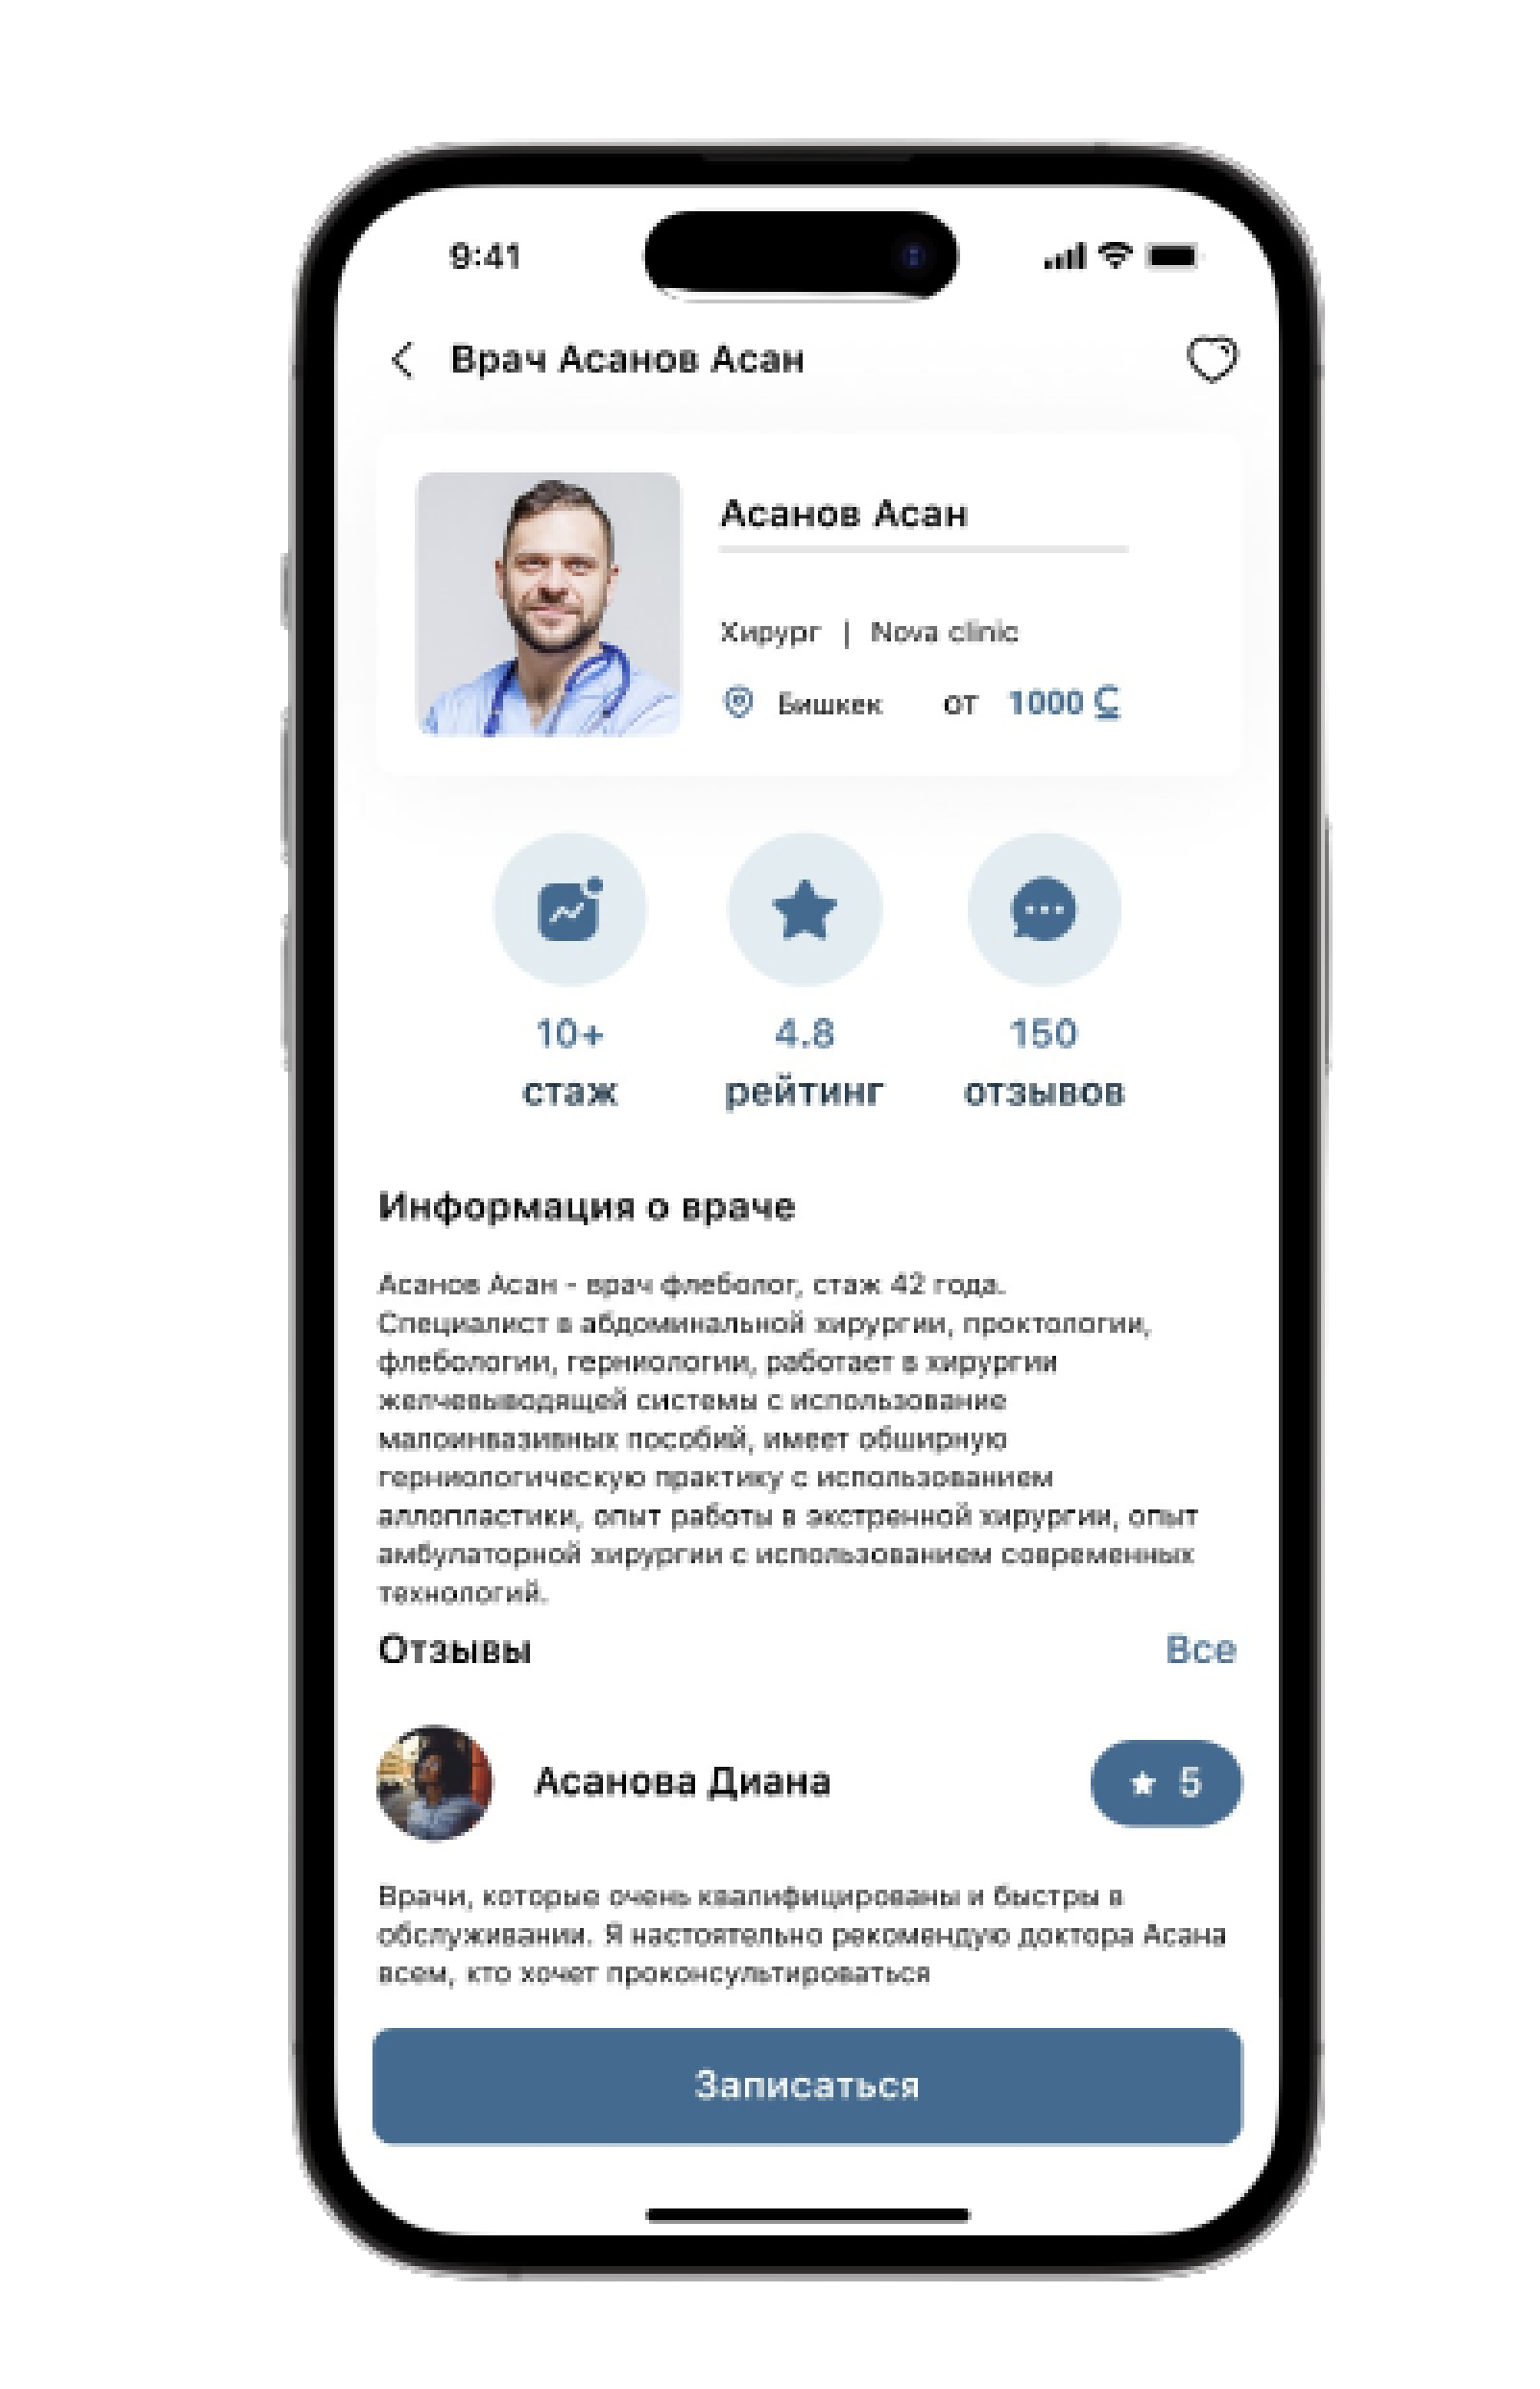 9:41
Врач Асанов Асан
Асанов Асан
Хирург | Nova clinic
Бишкек от 1000 С
10+ 4.8 150
стаж рейтинг отзывов
Информация о враче
Асанов Асан - врач флеболог, стаж 42 года.
Специалист в абдоминальной хирургии, проктологии,
флебологии, герниологии, работает в хирургии
желчевыводящей системы с использование
малоинвазивных пособий, имеет обширную
герниологическую практику с использованием
аллопластики, опыт работы в экстренной хирургии, опыт
амбулаторной хирургии с использованием современных
технологий.
Отзывы Все
Асанова Диана 5
Врачи, которые очень квалифицированы и быстры в
обслуживании. Я настоятельно рекомендую доктора Асана
всем, кто хочет проконсультироваться
Записаться